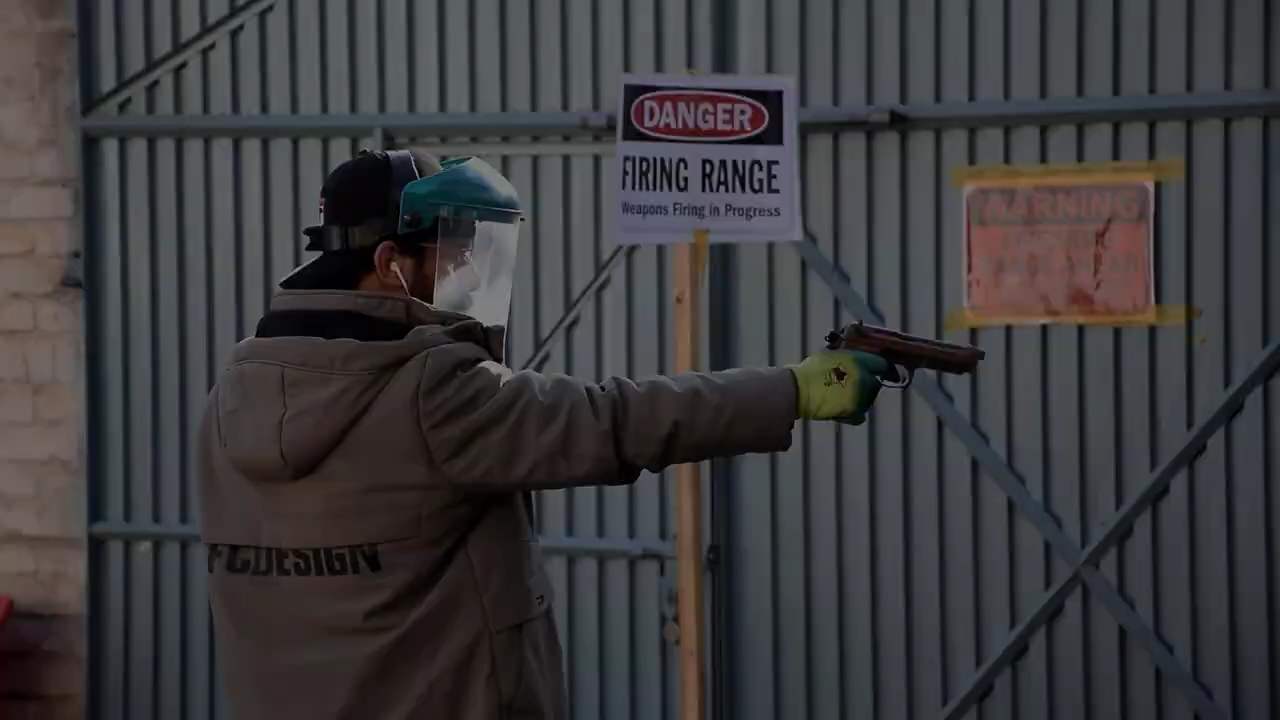 DANGER
FIRING RANGE
Weapons Firing in Progress
WARNING
FCDESIGN